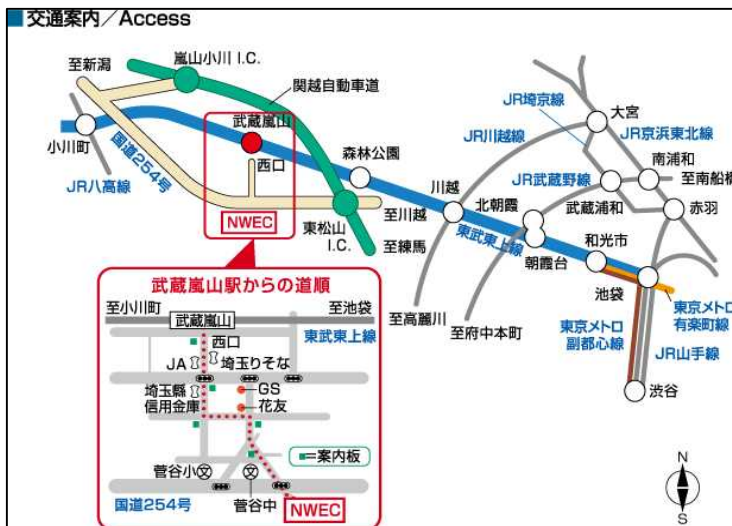 交通案内／Access
嵐山小川 I.C.
至新潟
関越自動車道
武蔵嵐山
小川町
国道254号
JR八高線
西口
森林公園
NWEC
東松山
I.C.
至川越
至練馬
川越
東武東上線
JR川越線
JR埼京線
大宮
JR京浜東北線
南浦和
至南船橋
JR武蔵野線
武蔵浦和
赤羽
北朝霞
朝霞台
和光市
池袋
至高麗川
至府中本町
東京メトロ
有楽町線
東京メトロ
副都心線
JR山手線
渋谷
武蔵嵐山駅からの道順
至小川町
至池袋
武蔵嵐山
東武東上線
西口
JA
埼玉りそな
埼玉縣
信用金庫
GS
花友
=案内板
菅谷小
文
文
菅谷中
国道254号
NWEC
N
S